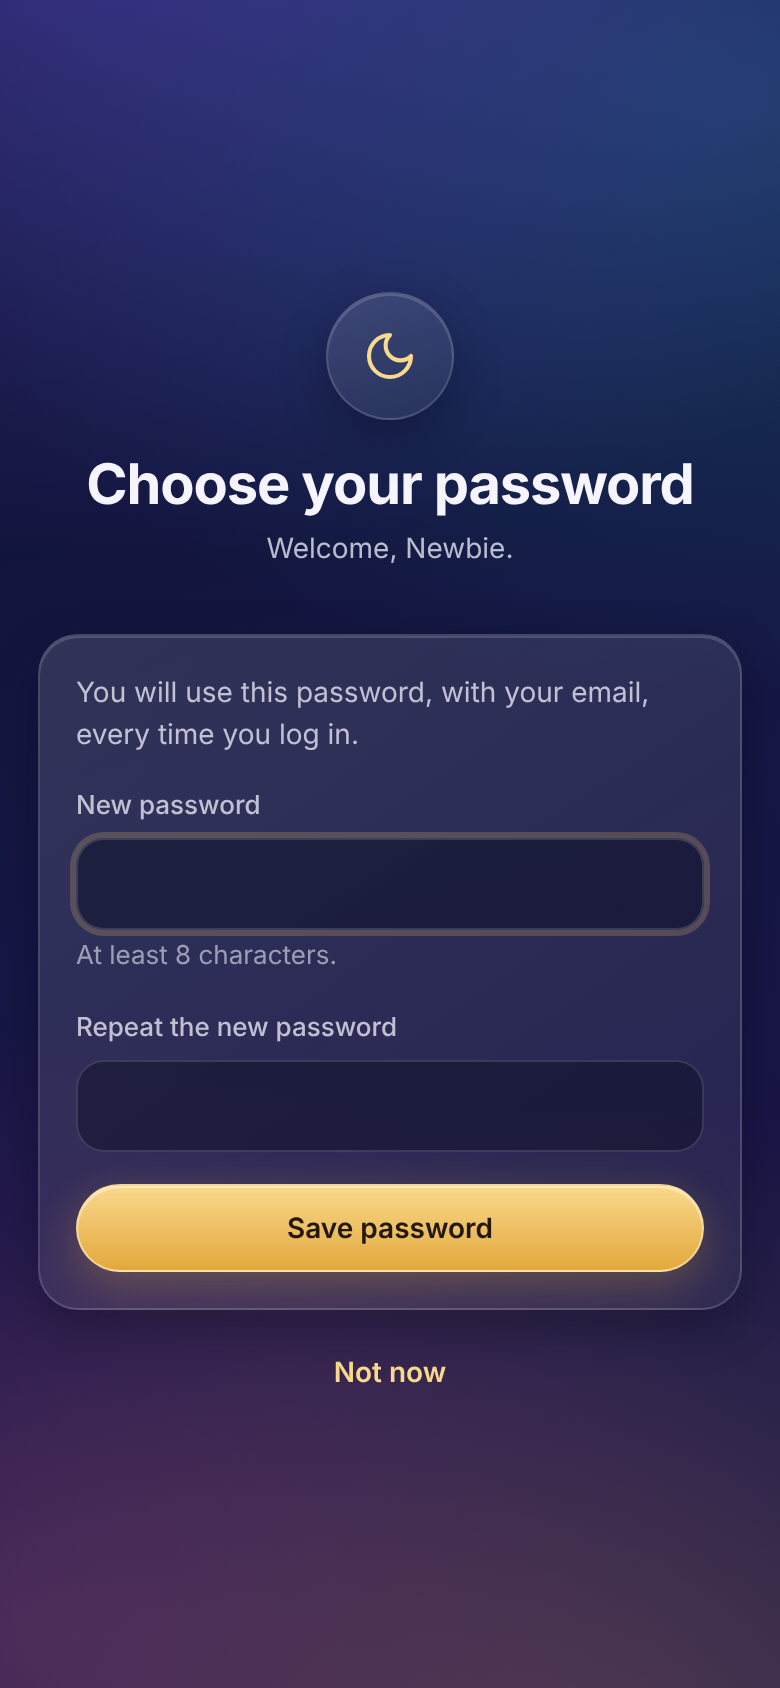 Choose your password
Welcome, Newbie.
You will use this password, with your email,
every time you log in.
New password
At least 8 characters.
Repeat the new password
Save password
Not now